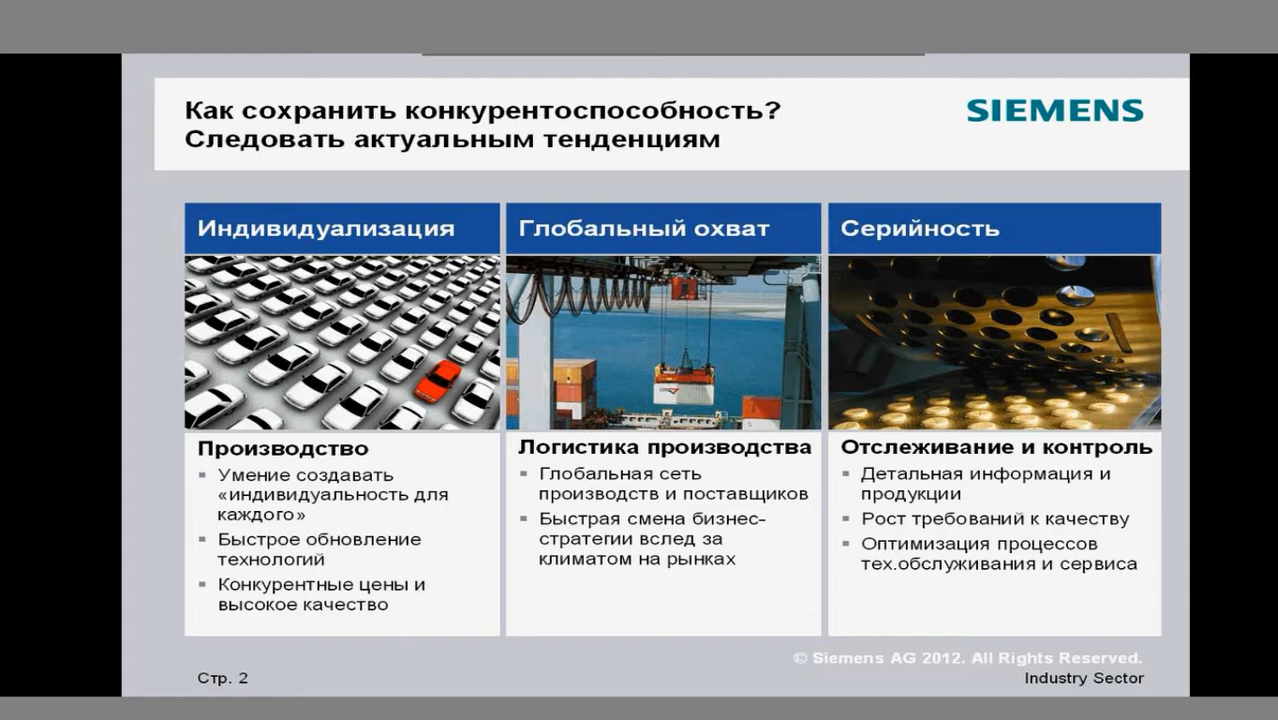 Как сохранить конкурентоспособность?
Следовать актуальным тенденциям
SIEMENS
Индивидуализация
Производство
Умение создавать
«индивидуальность для
каждого»
Быстрое обновление
технологий
Конкурентные цены и
высокое качество
Глобальный охват
Логистика производства
Глобальная сеть
производств и поставщиков
Быстрая смена бизнес-
стратегии вслед за
климатом на рынках
Серийность
Отслеживание и контроль
Детальная информация и
продукции
Рост требований к качеству
Оптимизация процессов
тех.обслуживания и сервиса
© Siemens AG 2012. All Rights Reserved.
Стр. 2
Industry Sector